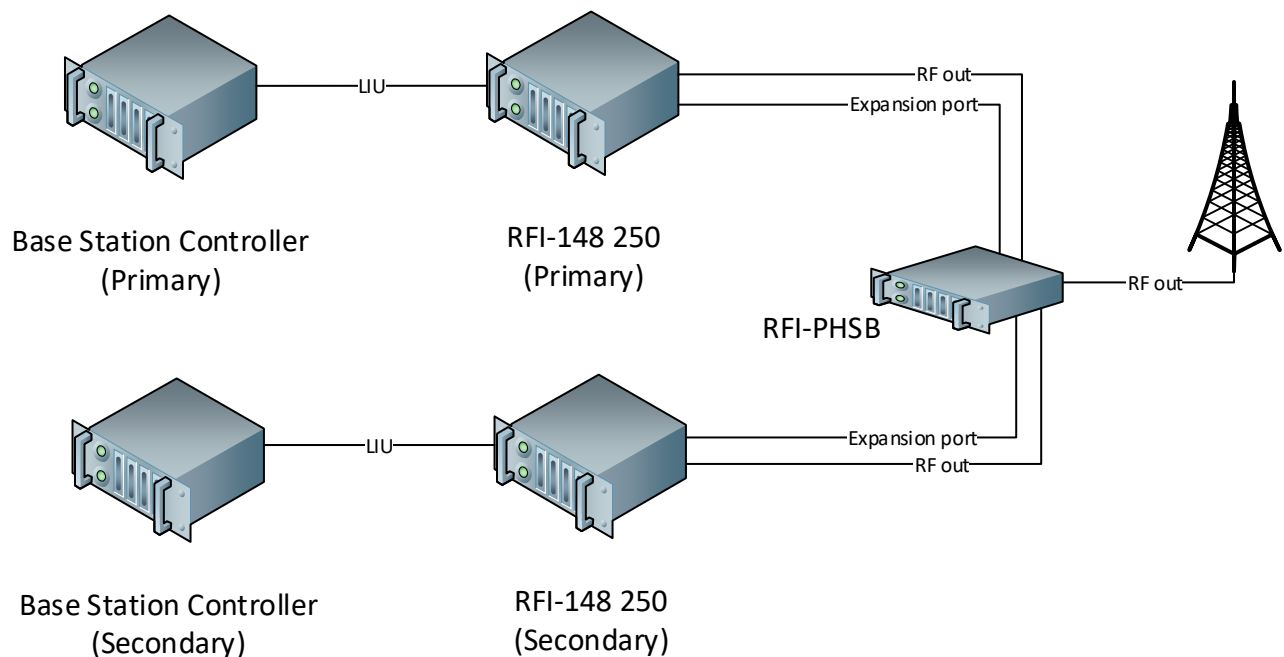 LIU
RF out
Expansion port
Base Station Controller
(Primary)
RFI-148 250
(Primary)
RF out
RFI-PHSB
LIU
Expansion port
RF out
Base Station Controller
(Secondary)
RFI-148 250
(Secondary)